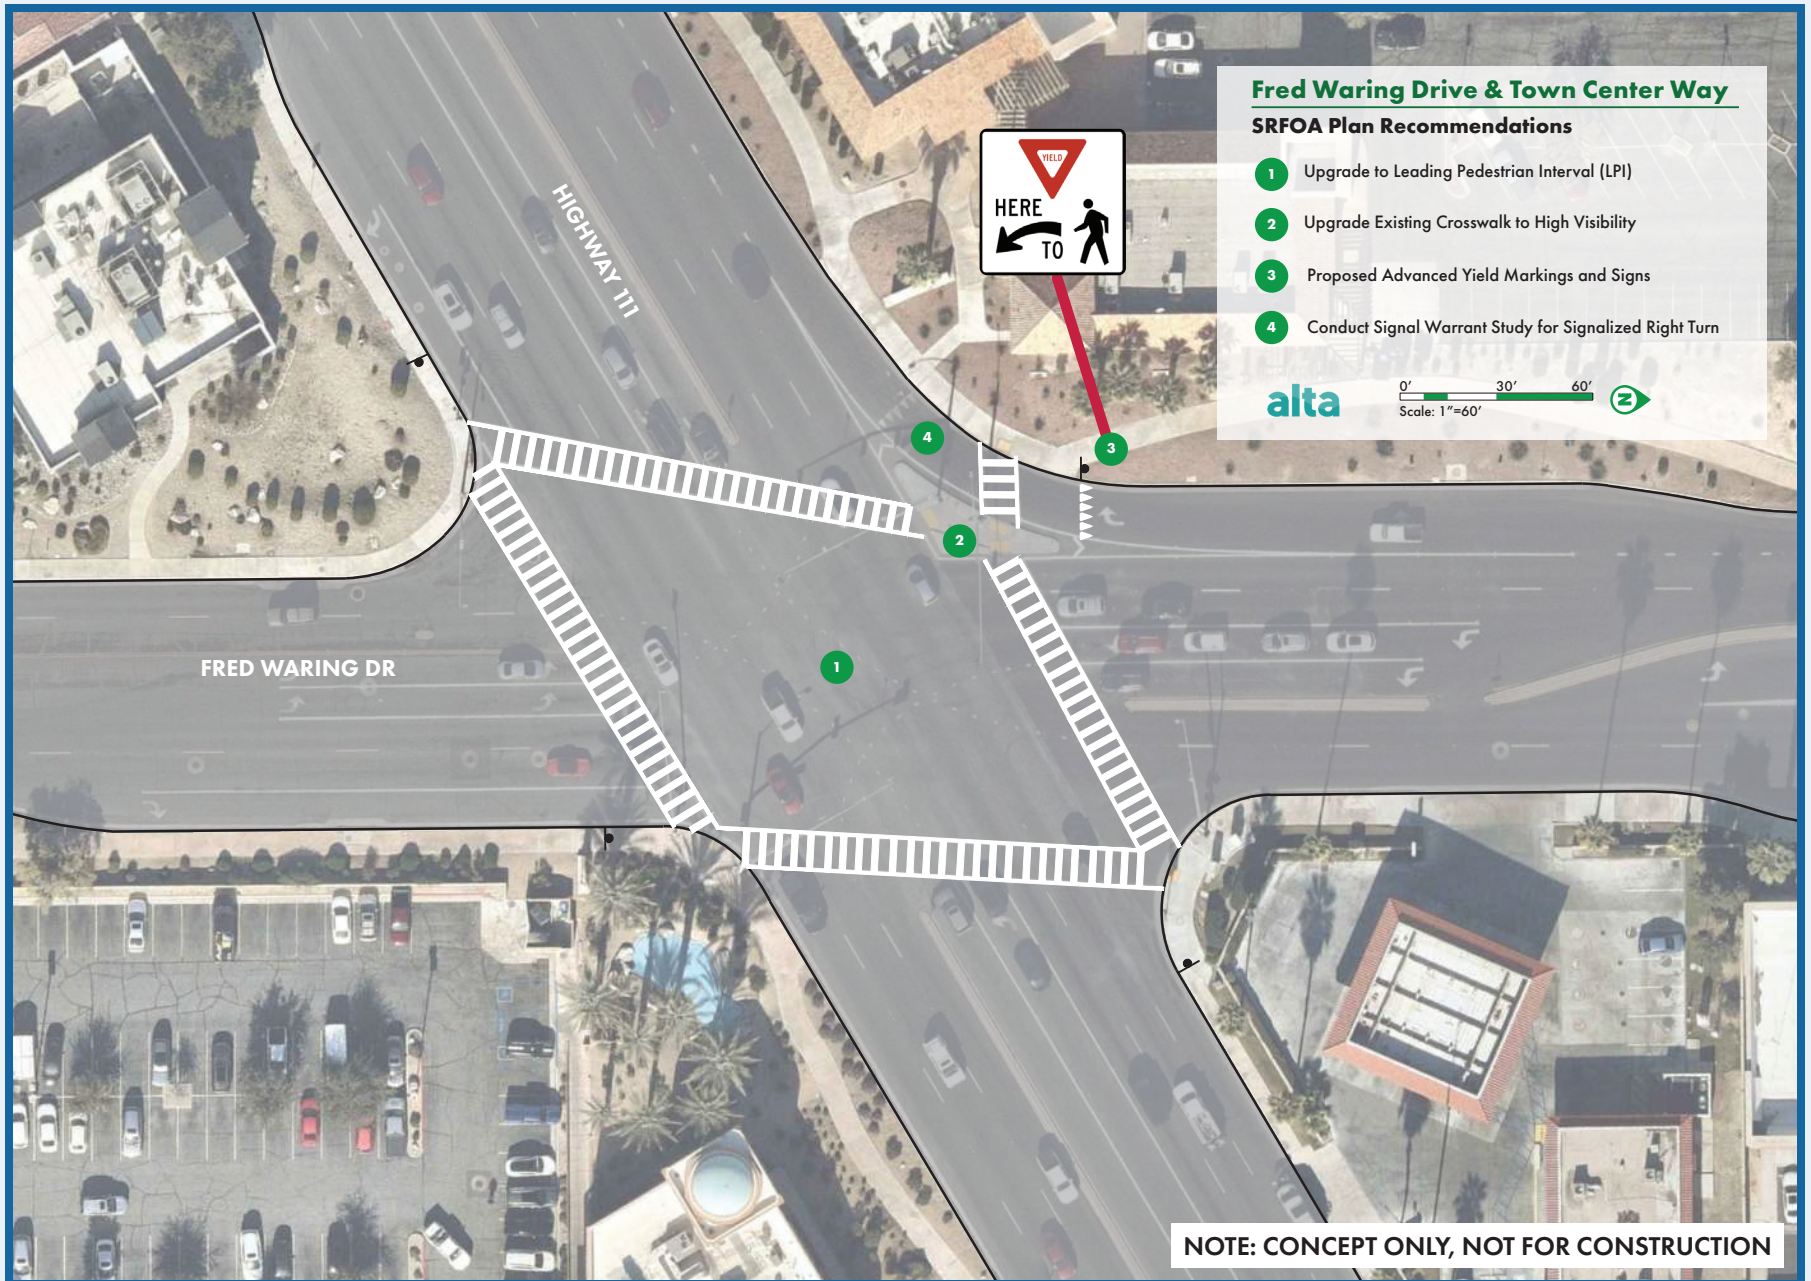 Fred Waring Drive & Town Center Way
SRFOA Plan Recommendations
1 Upgrade to Leading Pedestrian Interval (LPI)
2 Upgrade Existing Crosswalk to High Visibility
3 Proposed Advanced Yield Markings and Signs
4 Conduct Signal Warrant Study for Signalized Right Turn
alta
0' 30' 60'
Scale: 1"=60'
N
YIELD
HERE
TO
HIGHWAY 111
4
3
2
1
FRED WARING DR
NOTE: CONCEPT ONLY, NOT FOR CONSTRUCTION